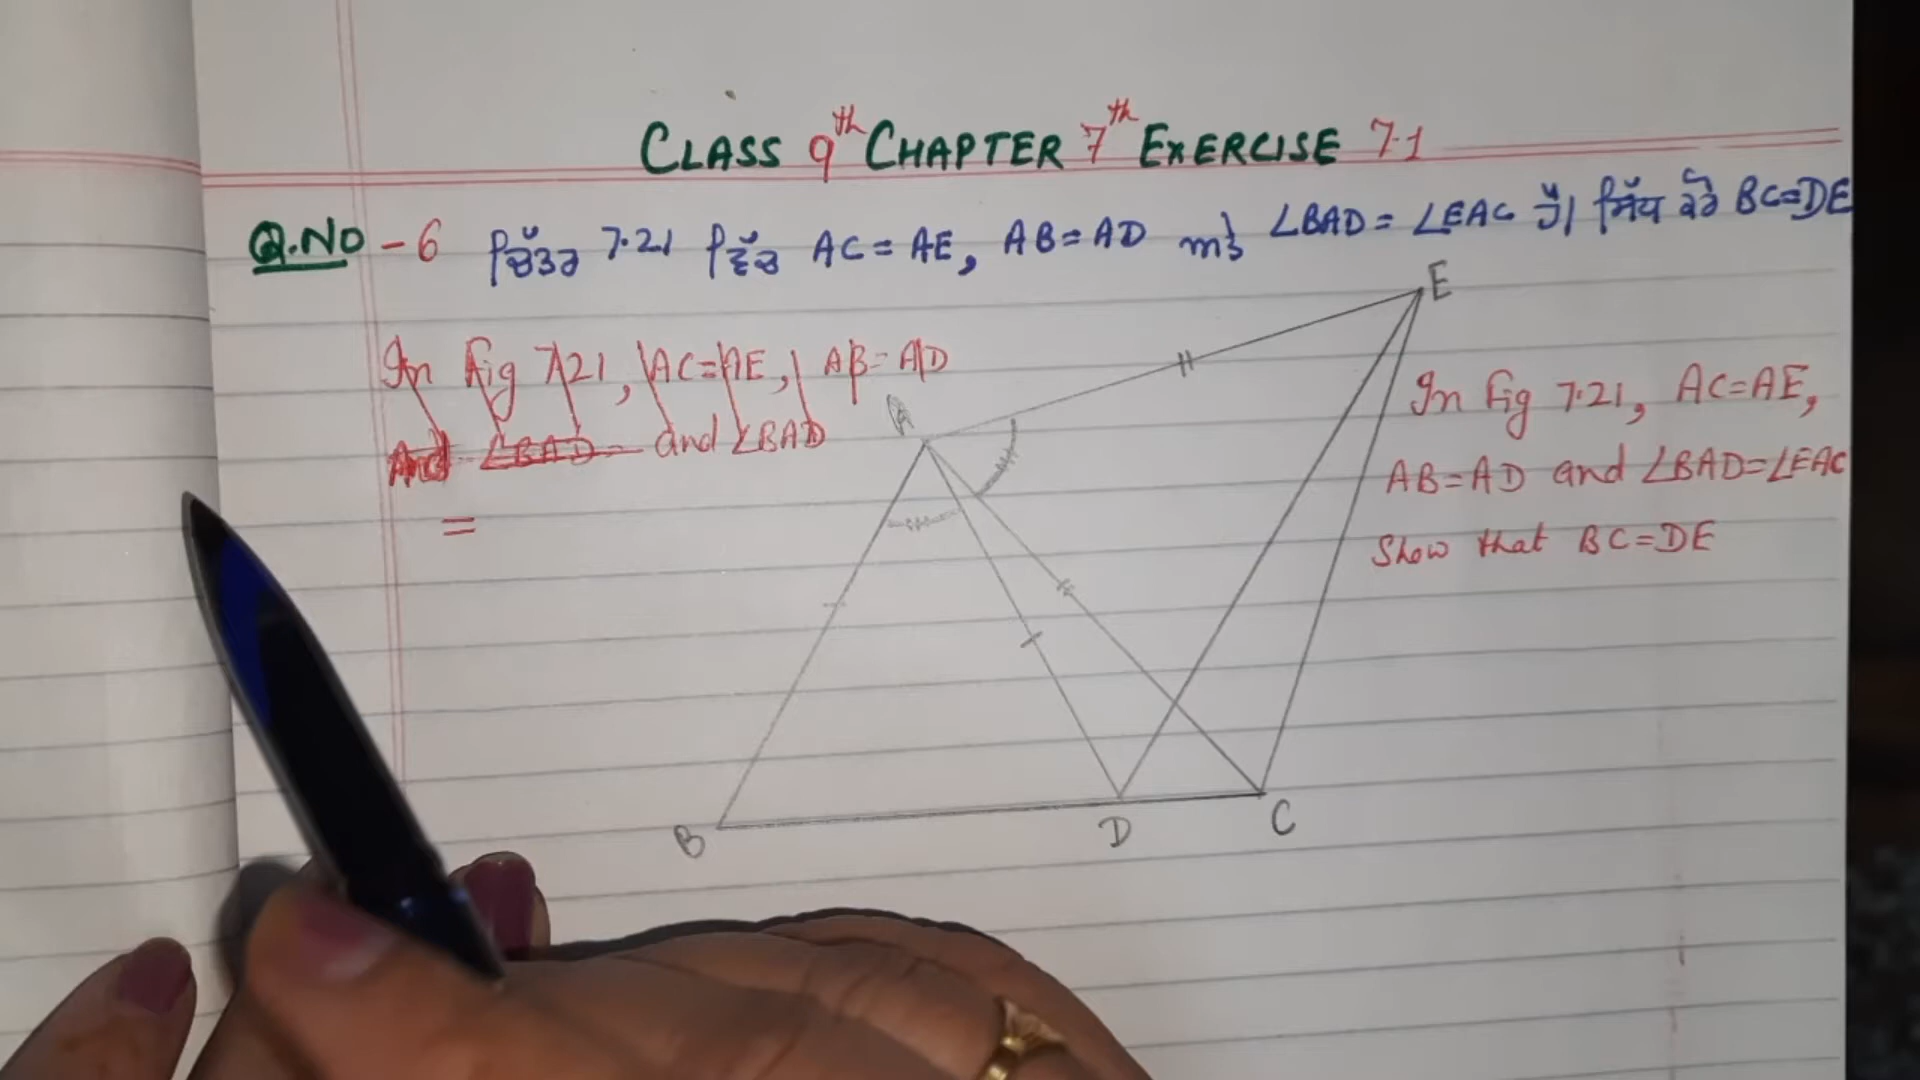 CLASS 9th CHAPTER 7th EXERCISE 7.1
Q.NO - 6 ਚਿੱਤਰ 7.21 ਵਿੱਚ AC = AE, AB = AD ਅਤੇ ∠BAD = ∠EAC ਹੈ। ਸਿੱਧ ਕਰੋ BC=DE
In fig 7.21, AC=AE, AB=AD
And ∠BAD and ∠BAD
=
In fig 7.21, AC=AE,
AB=AD and ∠BAD=∠EAC
Show that BC=DE
E
A
B
D
C